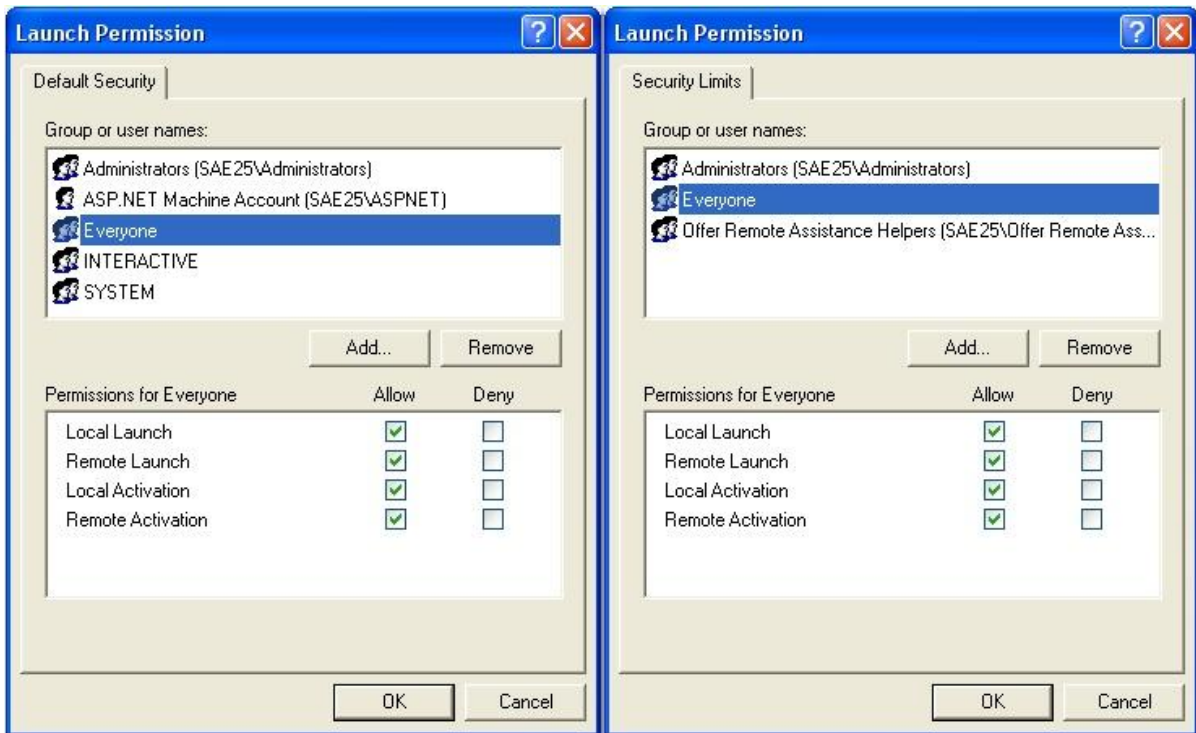 Launch Permission
Default Security
Group or user names:
Administrators (SAE25\Administrators)
ASP.NET Machine Account (SAE25\ASPNET)
Everyone
INTERACTIVE
SYSTEM
Add... Remove
Permissions for Everyone Allow Deny
Local Launch
Remote Launch
Local Activation
Remote Activation
OK Cancel
Launch Permission
Security Limits
Group or user names:
Administrators (SAE25\Administrators)
Everyone
Offer Remote Assistance Helpers (SAE25\Offer Remote Ass...
Add... Remove
Permissions for Everyone Allow Deny
Local Launch
Remote Launch
Local Activation
Remote Activation
OK Cancel